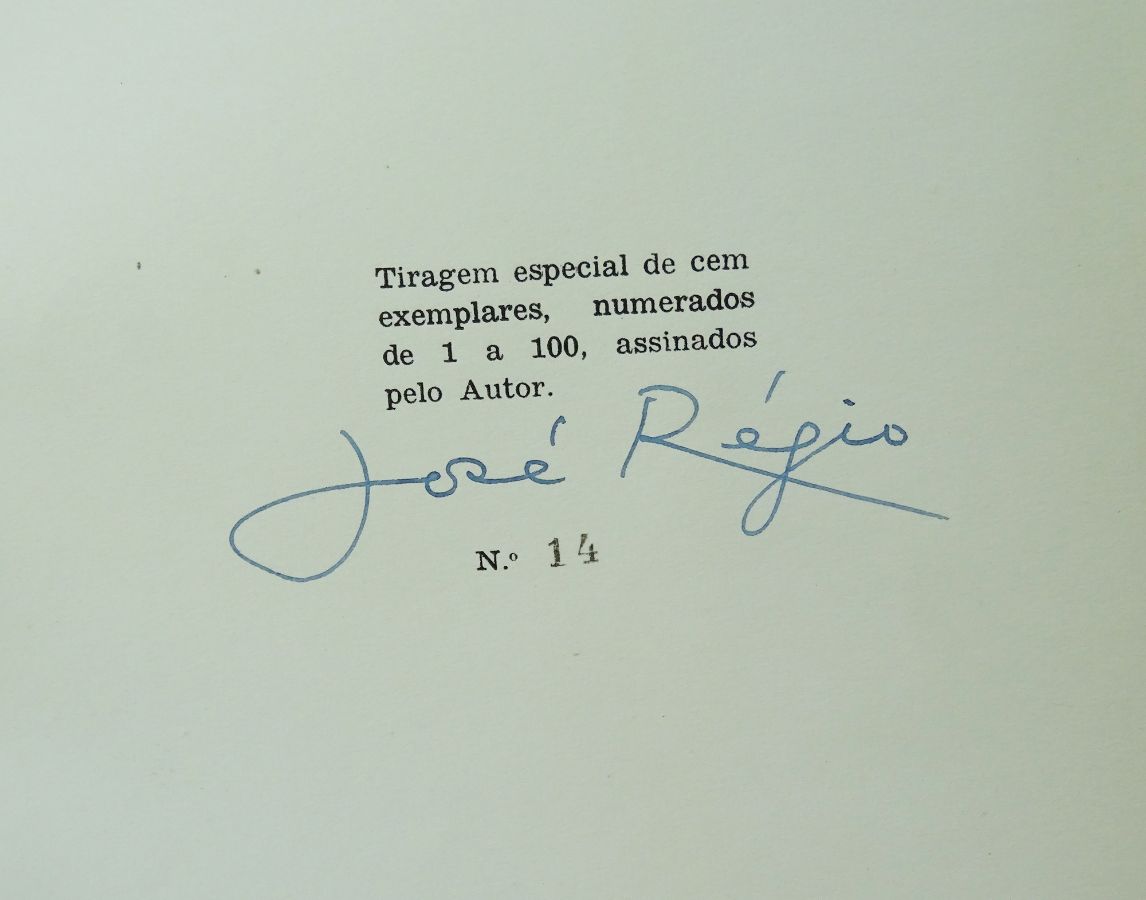 Tiragem especial de cem
exemplares, numerados
de 1 a 100, assinados
pelo Autor.
José Régio
N.º 14